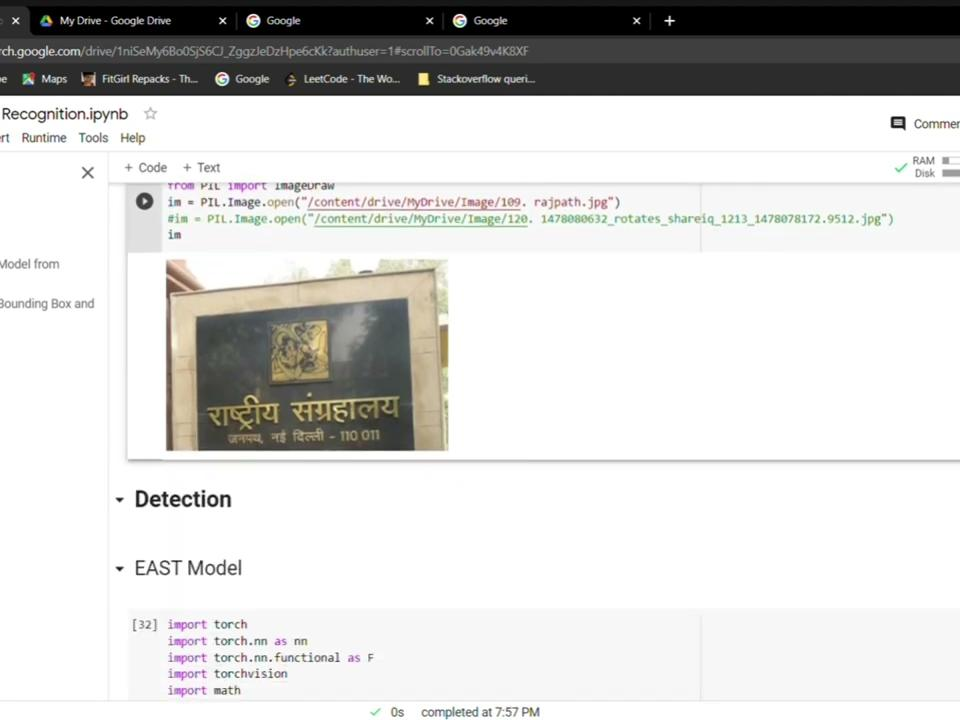 My Drive - Google Drive
Google
Google
rch.google.com/drive/1niSeMy6Bo0SjS6CJ_ZggzJeDzHpe6cKk?authuser=1#scrollTo=0Gak49v4K8XF
Maps
FitGirl Repacks - Th...
Google
LeetCode - The Wo...
Stackoverflow queri...
Recognition.ipynb
Runtime Tools Help
Commen
+ Code + Text
RAM
Disk
from PIL import ImageDraw
im = PIL.Image.open("/content/drive/MyDrive/Image/109. rajpath.jpg")
#im = PIL.Image.open("/content/drive/MyDrive/Image/120. 1478080632_rotates_shareiq_1213_1478078172.9512.jpg")
im
Model from
Bounding Box and
राष्ट्रीय संग्रहालय
जनपथ, नई दिल्ली - 110 011
Detection
EAST Model
[32] import torch
import torch.nn as nn
import torch.nn.functional as F
import torchvision
import math
0s completed at 7:57 PM